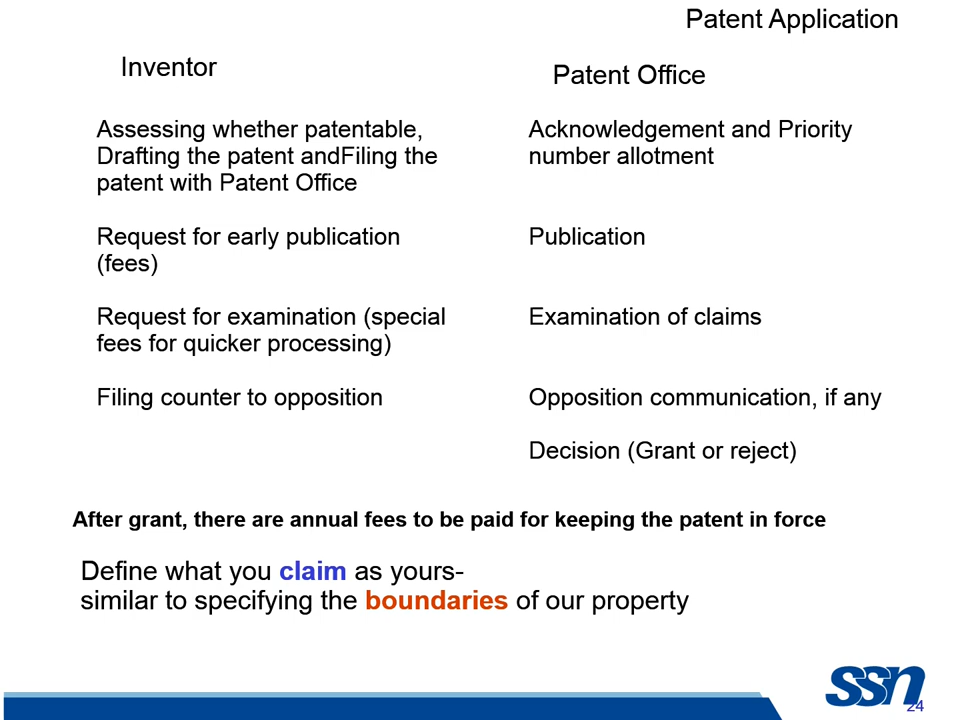 Patent Application
Inventor
Patent Office
Assessing whether patentable,
Drafting the patent andFiling the
patent with Patent Office
Acknowledgement and Priority
number allotment
Request for early publication
(fees)
Publication
Request for examination (special
fees for quicker processing)
Examination of claims
Filing counter to opposition
Opposition communication, if any
Decision (Grant or reject)
After grant, there are annual fees to be paid for keeping the patent in force
Define what you claim as yours-
similar to specifying the boundaries of our property
ssn
24